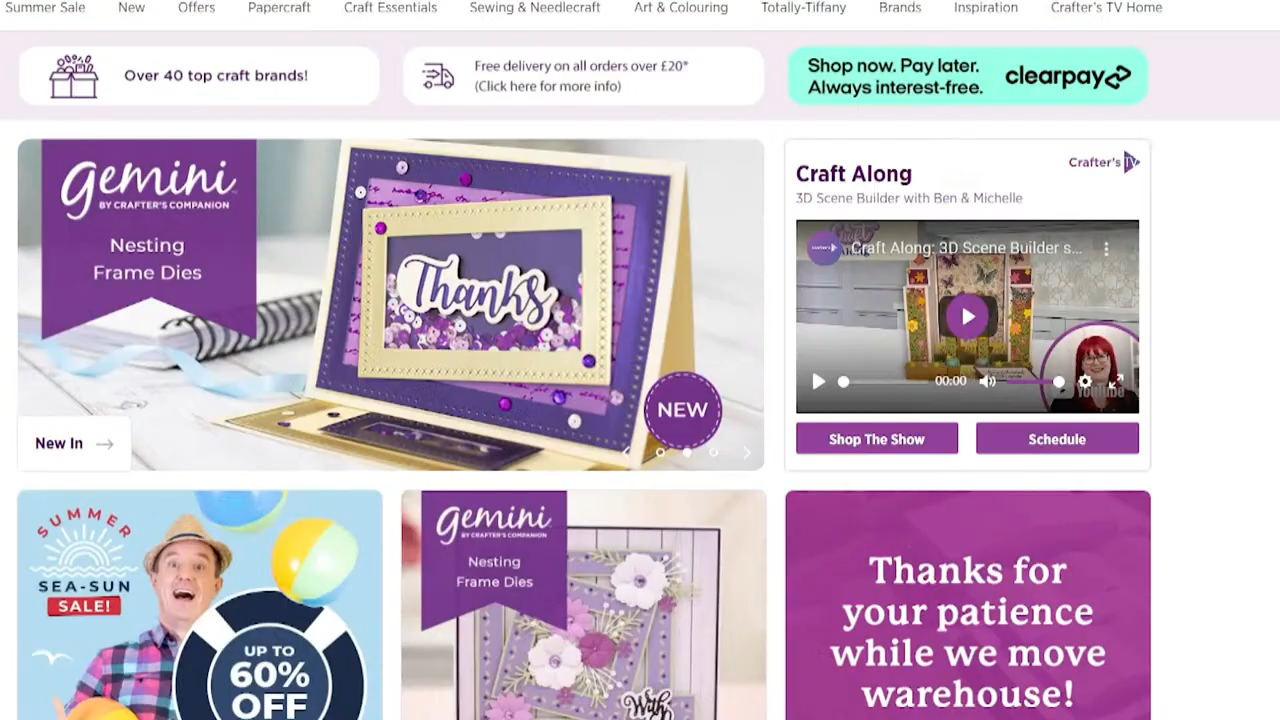 Summer Sale New Offers Papercraft Craft Essentials Sewing & Needlecraft Art & Colouring Totally-Tiffany Brands Inspiration Crafter's TV Home
Over 40 top craft brands!
Free delivery on all orders over £20*
(Click here for more info)
Shop now. Pay later.
Always interest-free.
clearpay
gemini
BY CRAFTER'S COMPANION
Nesting
Frame Dies
Thanks
NEW
New In
Craft Along
Crafter's TV
3D Scene Builder with Ben & Michelle
Craft Along: 3D Scene Builder s...
00:00
YouTube
Shop The Show
Schedule
SUMMER
SEA-SUN
SALE!
UP TO
60%
OFF
gemini
BY CRAFTER'S COMPANION
Nesting
Frame Dies
With
Thanks for
your patience
while we move
warehouse!